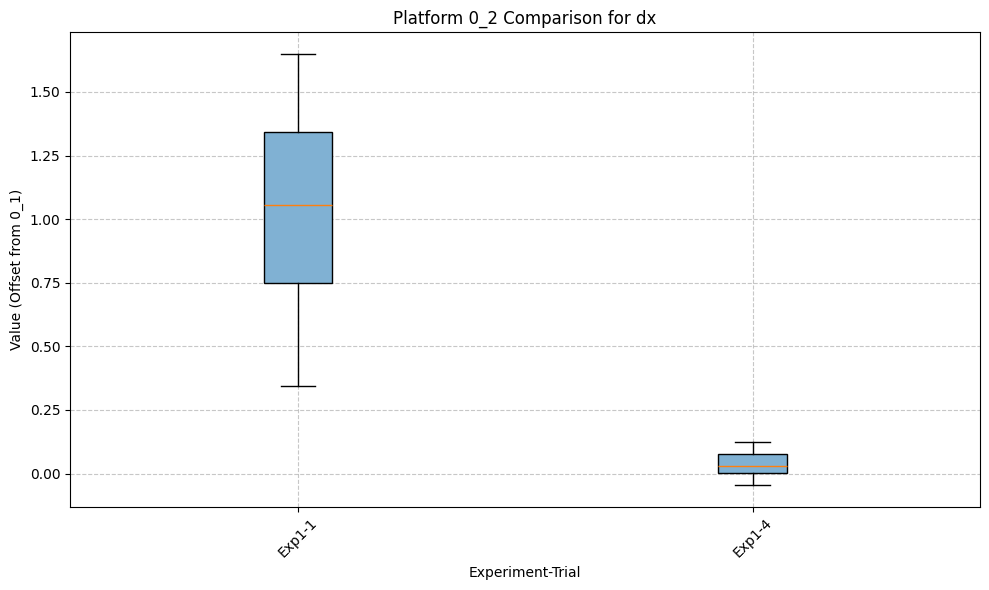 Platform 0_2 Comparison for dx
Value (Offset from 0_1)
1.50
1.25
1.00
0.75
0.50
0.25
0.00
Exp1-1
Exp1-4
Experiment-Trial